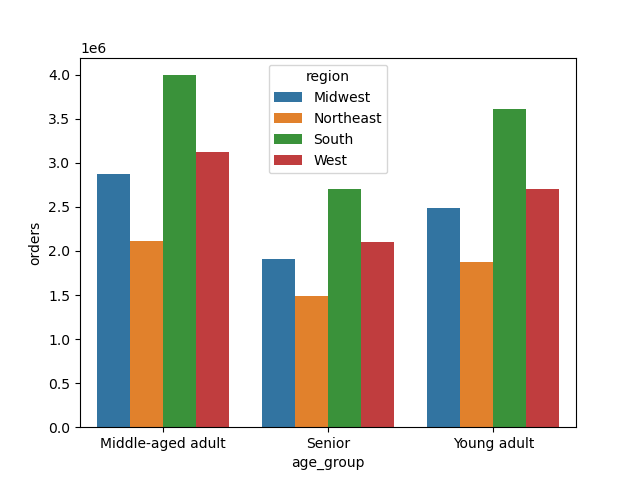 1e6
4.0
3.5
3.0
2.5
2.0
1.5
1.0
0.5
0.0
orders
region
Midwest
Northeast
South
West
Middle-aged adult
Senior
Young adult
age_group